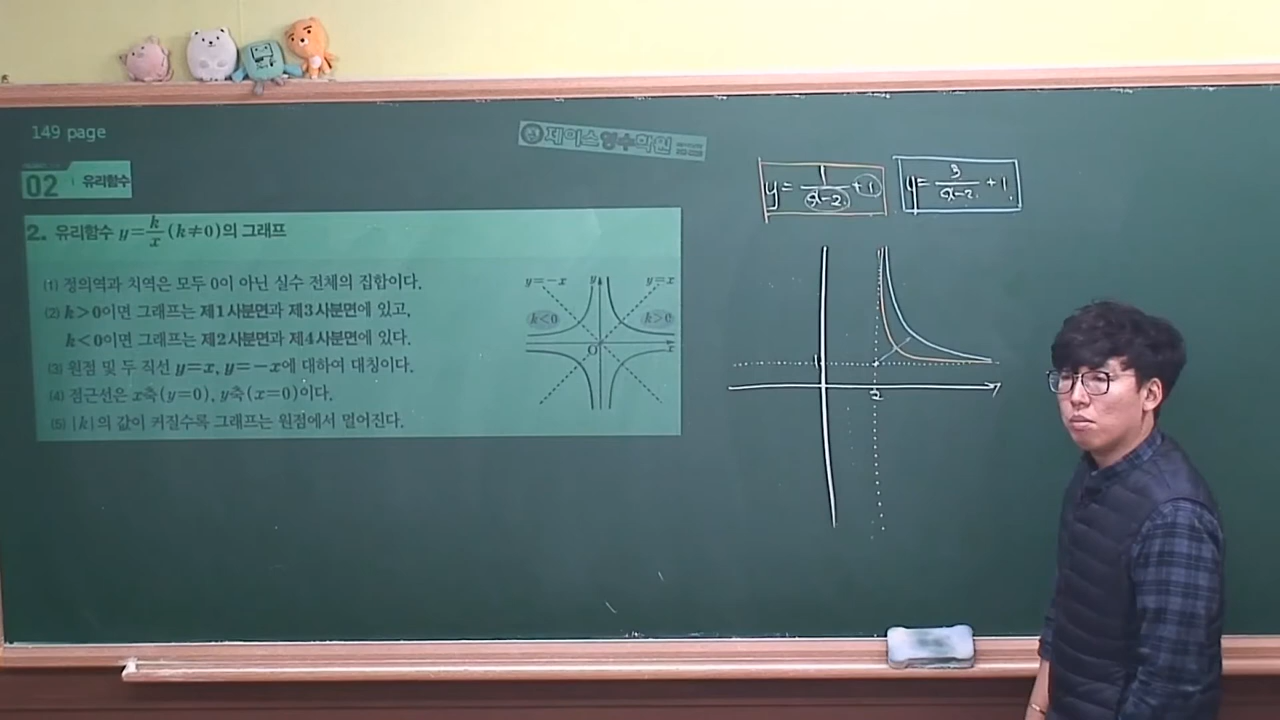 149 page
제이스영수학원
02 유리함수
2. 유리함수 y=k/x (k≠0)의 그래프
(1) 정의역과 치역은 모두 0이 아닌 실수 전체의 집합이다.
(2) k>0이면 그래프는 제1사분면과 제3사분면에 있고,
k<0이면 그래프는 제2사분면과 제4사분면에 있다.
(3) 원점 및 두 직선 y=x, y=-x에 대하여 대칭이다.
(4) 점근선은 x축(y=0), y축(x=0)이다.
(5) |k|의 값이 커질수록 그래프는 원점에서 멀어진다.
y=-x y y=x
k<0 k>0
O x
y=1/(x-2)+1 y=3/(x-2)+1
1
2